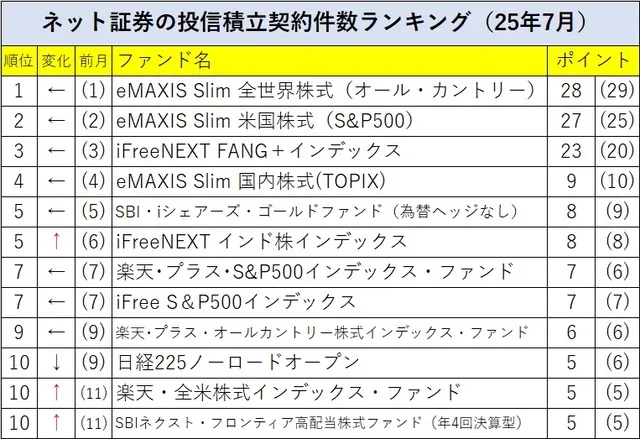 ネット証券の投信積立契約件数ランキング（25年7月）
順位 変化 前月 ファンド名 ポイント
1 ← (1) eMAXIS Slim 全世界株式（オール・カントリー） 28 (29)
2 ← (2) eMAXIS Slim 米国株式（S&P500） 27 (25)
3 ← (3) iFreeNEXT FANG＋インデックス 23 (20)
4 ← (4) eMAXIS Slim 国内株式(TOPIX) 9 (10)
5 ← (5) SBI・iシェアーズ・ゴールドファンド（為替ヘッジなし） 8 (9)
5 ↑ (6) iFreeNEXT インド株インデックス 8 (8)
7 ← (7) 楽天・プラス・S&P500インデックス・ファンド 7 (6)
7 ← (7) iFree S＆P500インデックス 7 (7)
9 ← (9) 楽天・プラス・オールカントリー株式インデックス・ファンド 6 (6)
10 ↓ (9) 日経225ノーロードオープン 5 (6)
10 ↑ (11) 楽天・全米株式インデックス・ファンド 5 (5)
10 ↑ (11) SBIネクスト・フロンティア高配当株式ファンド（年4回決算型） 5 (5)